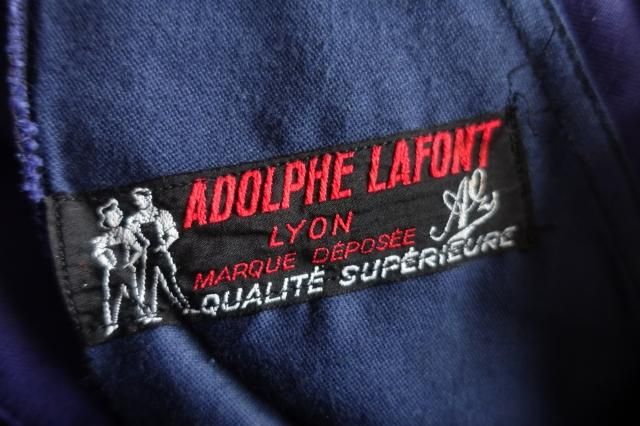 ADOLPHE LAFONT
LYON
MARQUE DÉPOSÉE
QUALITÉ SUPÉRIEURE